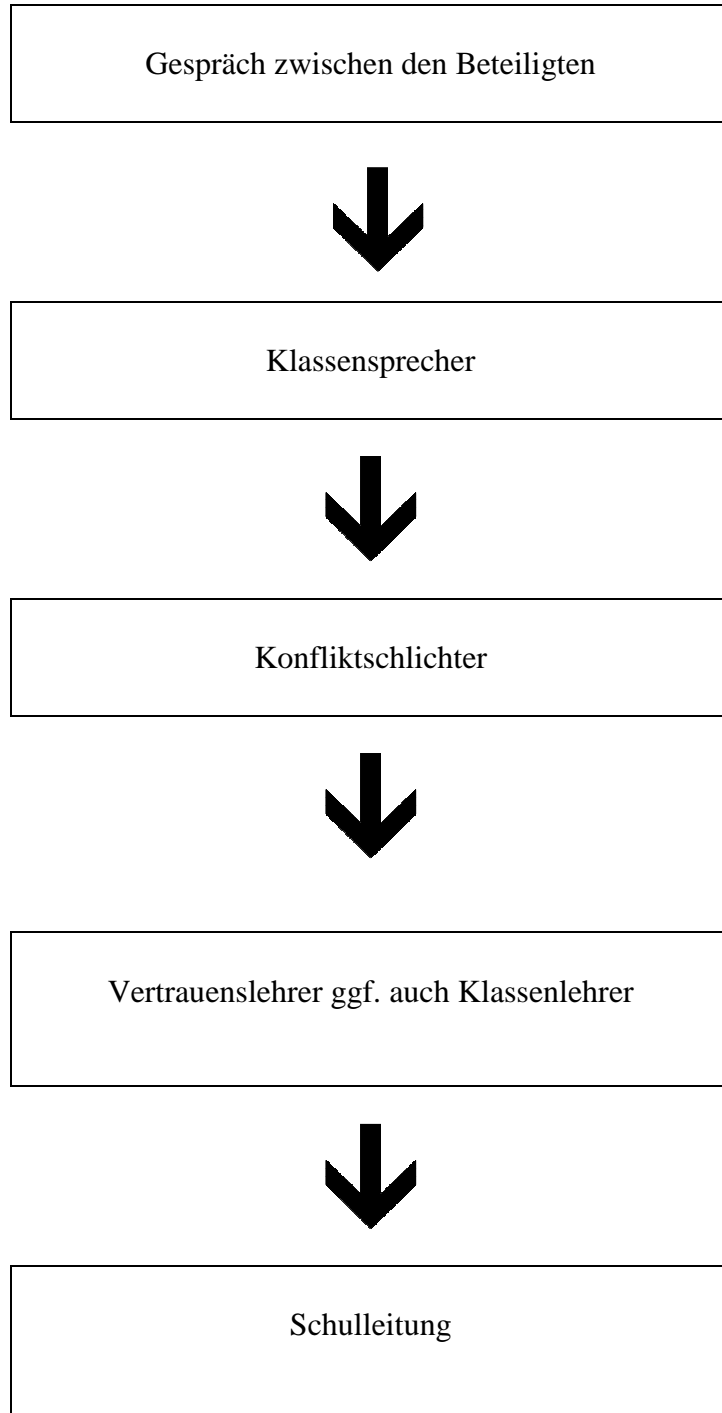 Gespräch zwischen den Beteiligten
Klassensprecher
Konfliktschlichter
Vertrauenslehrer ggf. auch Klassenlehrer
Schulleitung